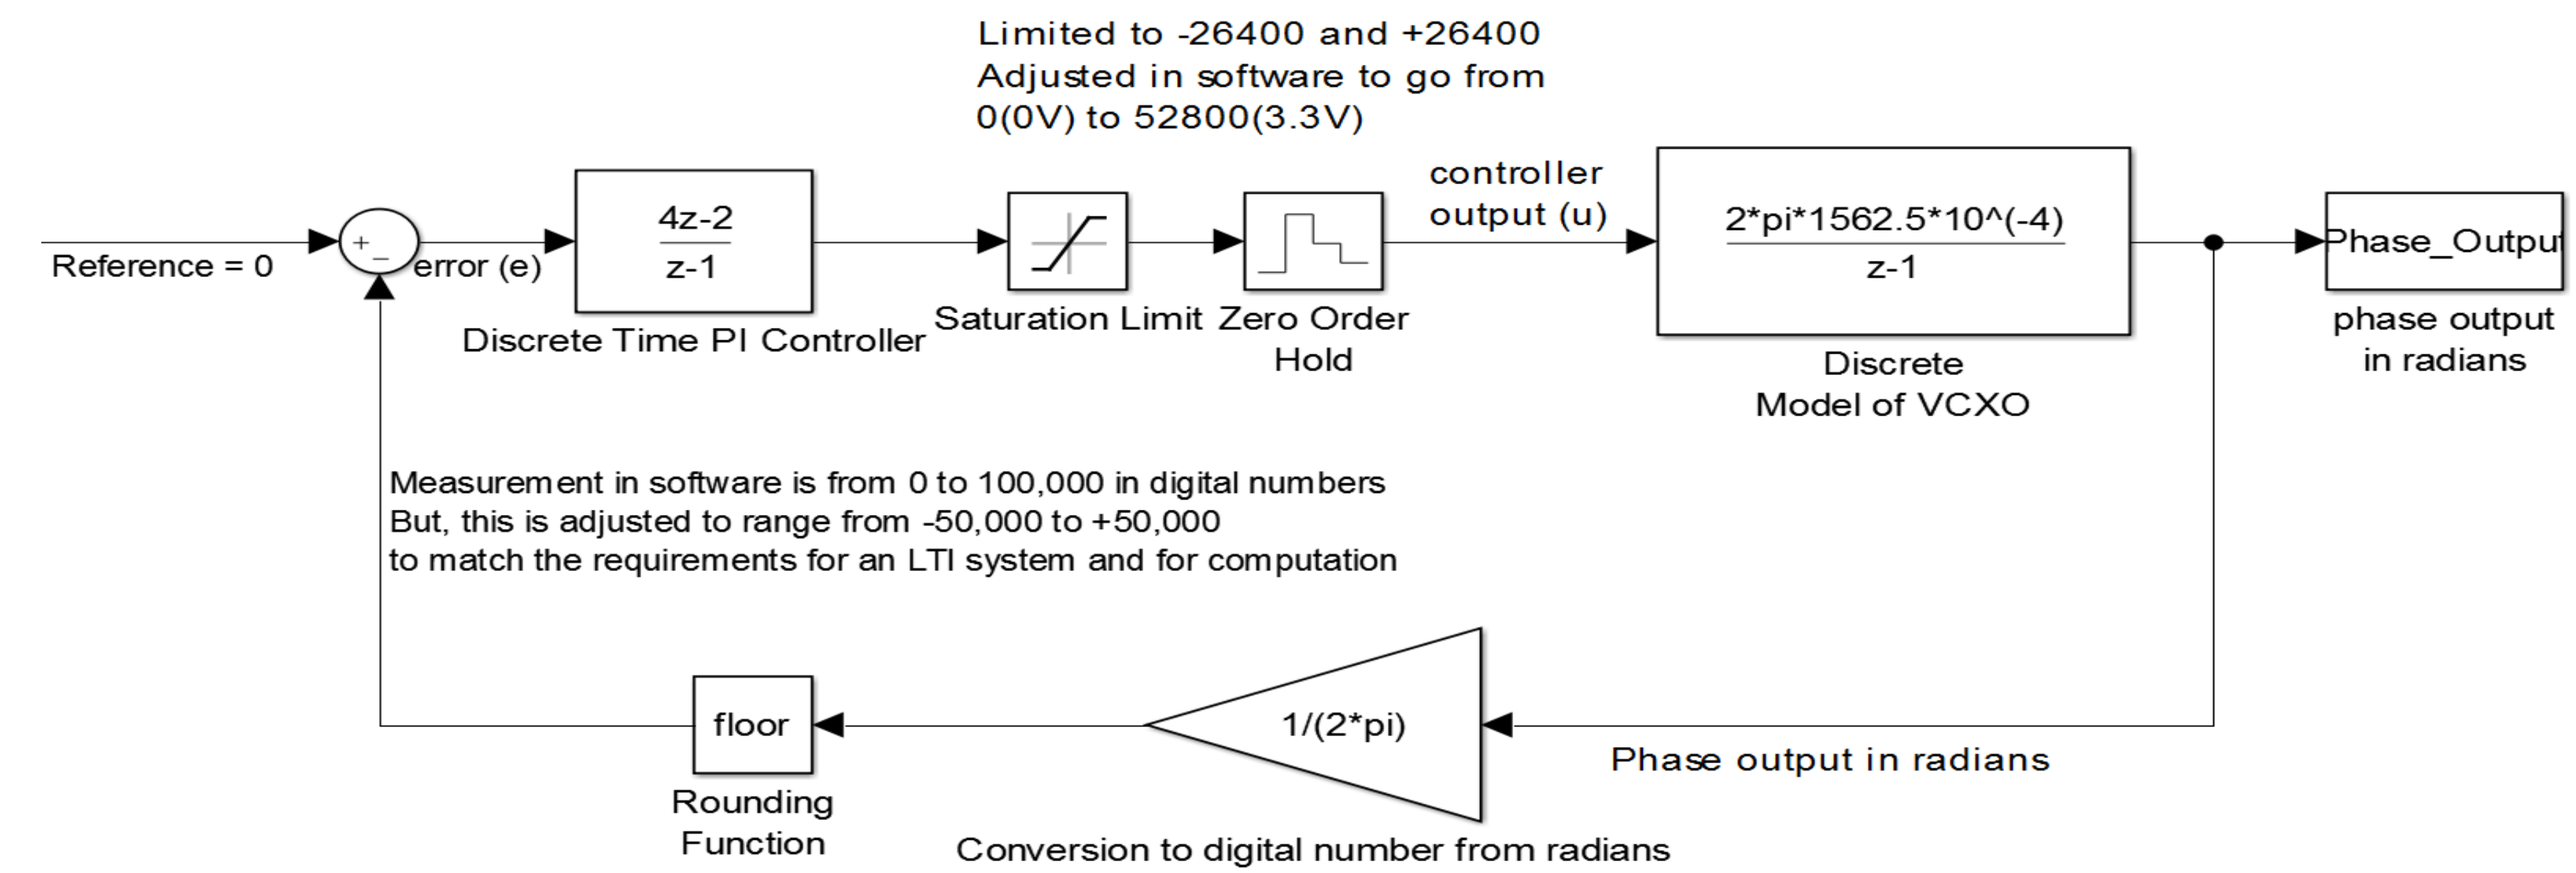 Limited to -26400 and +26400
Adjusted in software to go from
0(0V) to 52800(3.3V)
Reference = 0
+
−
error (e)
4z-2
z-1
Discrete Time PI Controller
Saturation Limit
Zero Order
Hold
controller
output (u)
2*pi*1562.5*10^(-4)
z-1
Discrete
Model of VCXO
Phase_Output
phase output
in radians
Measurement in software is from 0 to 100,000 in digital numbers
But, this is adjusted to range from -50,000 to +50,000
to match the requirements for an LTI system and for computation
floor
Rounding
Function
1/(2*pi)
Conversion to digital number from radians
Phase output in radians